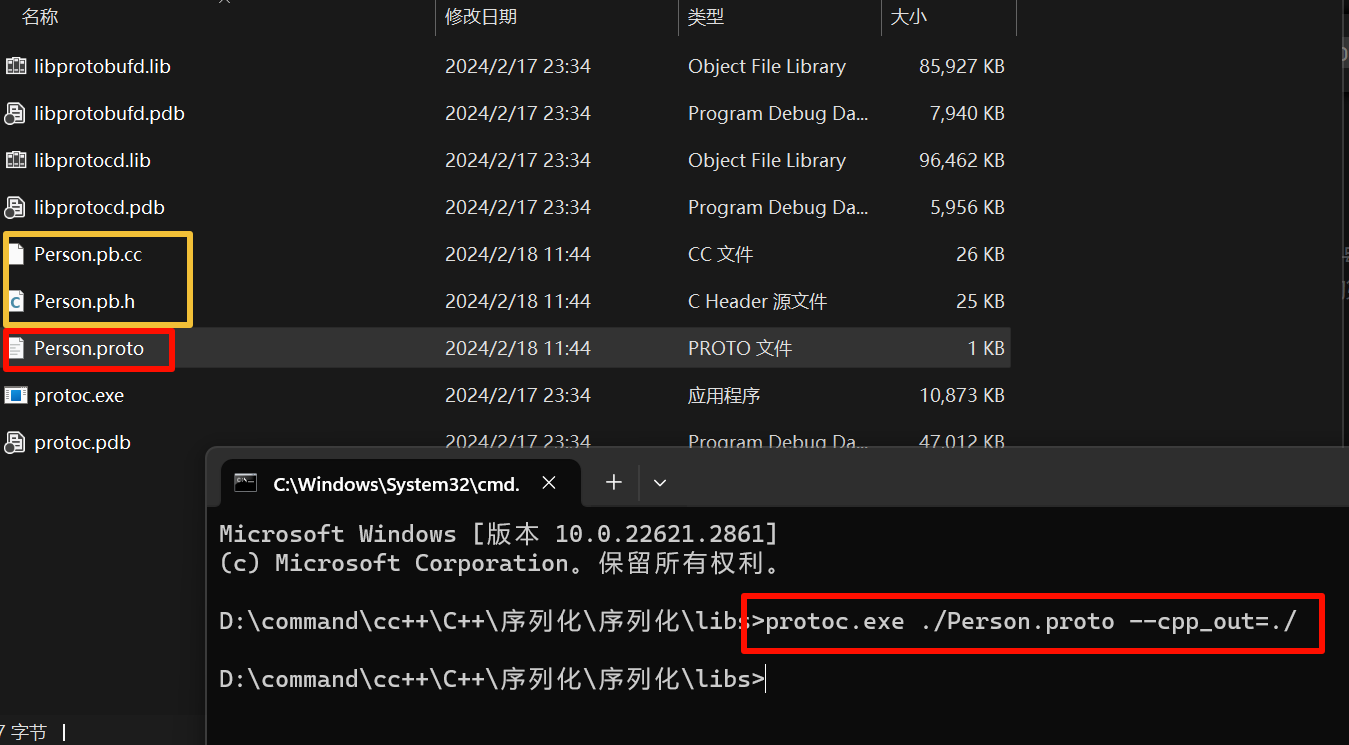 名称 修改日期 类型 大小
libprotobufd.lib 2024/2/17 23:34 Object File Library 85,927 KB
libprotobufd.pdb 2024/2/17 23:34 Program Debug Da... 7,940 KB
libprotocd.lib 2024/2/17 23:34 Object File Library 96,462 KB
libprotocd.pdb 2024/2/17 23:34 Program Debug Da... 5,956 KB
Person.pb.cc 2024/2/18 11:44 CC 文件 26 KB
Person.pb.h 2024/2/18 11:44 C Header 源文件 25 KB
Person.proto 2024/2/18 11:44 PROTO 文件 1 KB
protoc.exe 2024/2/17 23:34 应用程序 10,873 KB
protoc.pdb 2024/2/17 23:34 Program Debug Da... 47,012 KB
C:\Windows\System32\cmd.
Microsoft Windows [版本 10.0.22621.2861]
(c) Microsoft Corporation。保留所有权利。
D:\command\cc++\C++\序列化\序列化\libs>protoc.exe ./Person.proto --cpp_out=./
D:\command\cc++\C++\序列化\序列化\libs>
7 字节